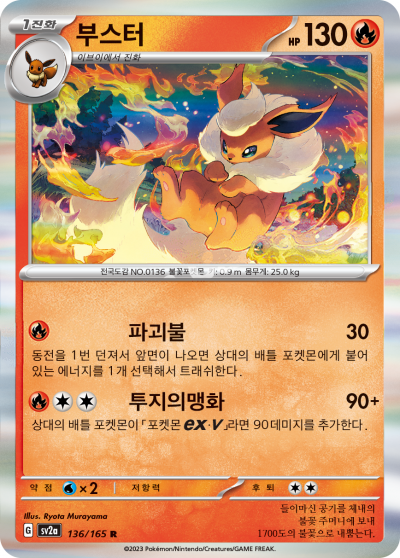 1진화
부스터
HP 130
이브이에서 진화
전국도감 NO.0136 불꽃포켓몬 키: 0.9 m 몸무게: 25.0 kg
파괴불 30
동전을 1번 던져서 앞면이 나오면 상대의 배틀 포켓몬에게 붙어
있는 에너지를 1개 선택해서 트래쉬한다.
투지의맹화 90+
상대의 배틀 포켓몬이 「포켓몬 ex·V」라면 90데미지를 추가한다.
약점 ×2 저항력 후퇴
Illus. Ryota Murayama
G sv2a 136/165 R
들이마신 공기를 체내의
불꽃 주머니에 보내
1700도의 불꽃으로 내뿜는다.
©2023 Pokémon/Nintendo/Creatures/GAME FREAK.